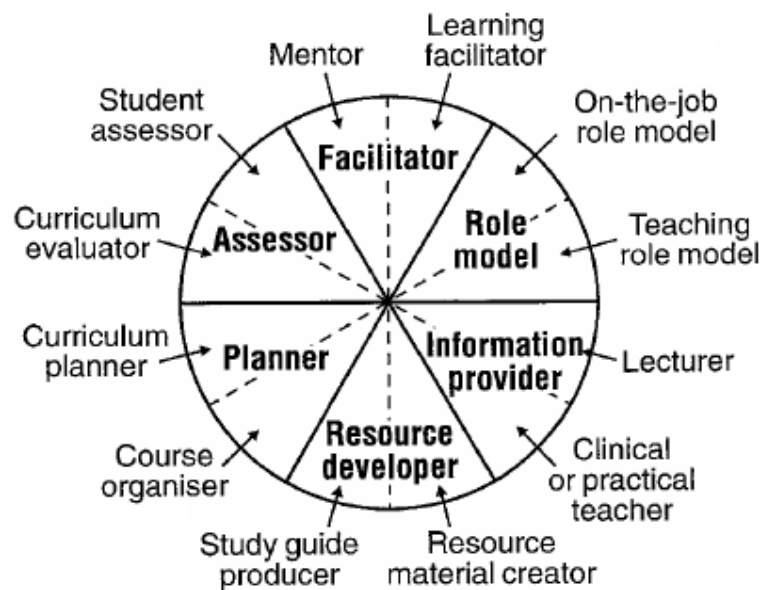 Learning
facilitator
Mentor
Student
assessor
On-the-job
role model
Facilitator
Curriculum
evaluator
Assessor
Role
model
Teaching
role model
Curriculum
planner
Planner
Information
provider
Lecturer
Course
organiser
Resource
developer
Clinical
or practical
teacher
Study guide
producer
Resource
material creator